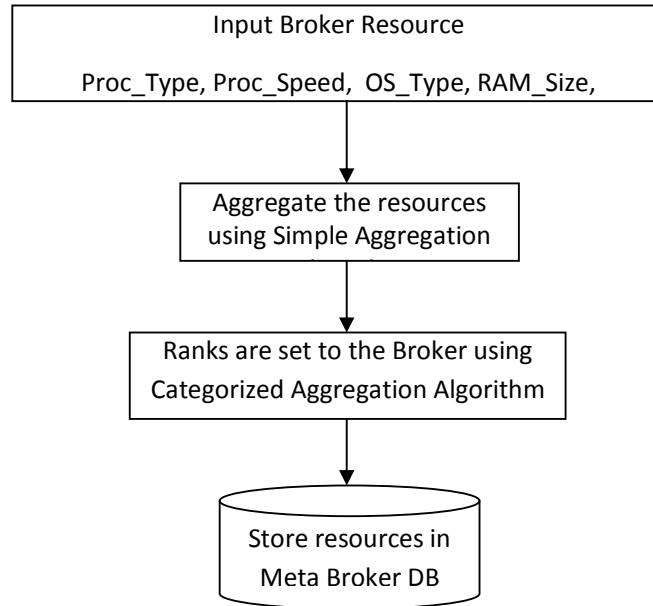 Input Broker Resource
Proc_Type, Proc_Speed, OS_Type, RAM_Size,
Aggregate the resources
using Simple Aggregation
Ranks are set to the Broker using
Categorized Aggregation Algorithm
Store resources in
Meta Broker DB